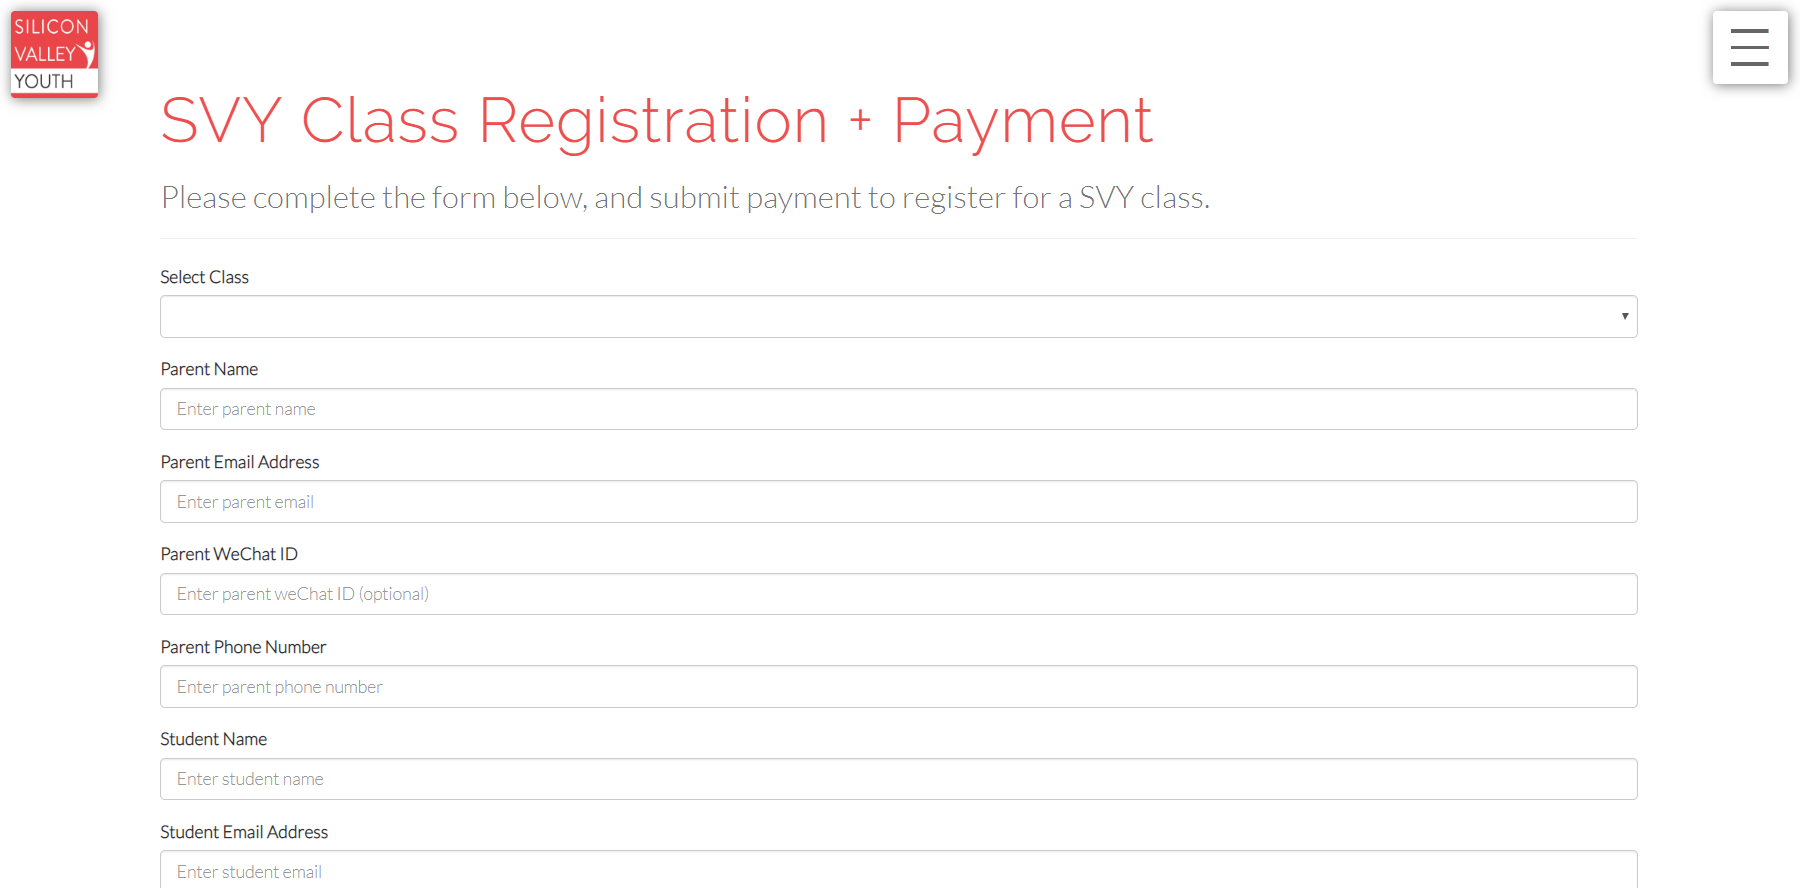 SILICON
VALLEY
YOUTH
SVY Class Registration + Payment
Please complete the form below, and submit payment to register for a SVY class.
Select Class
Parent Name
Enter parent name
Parent Email Address
Enter parent email
Parent WeChat ID
Enter parent weChat ID (optional)
Parent Phone Number
Enter parent phone number
Student Name
Enter student name
Student Email Address
Enter student email